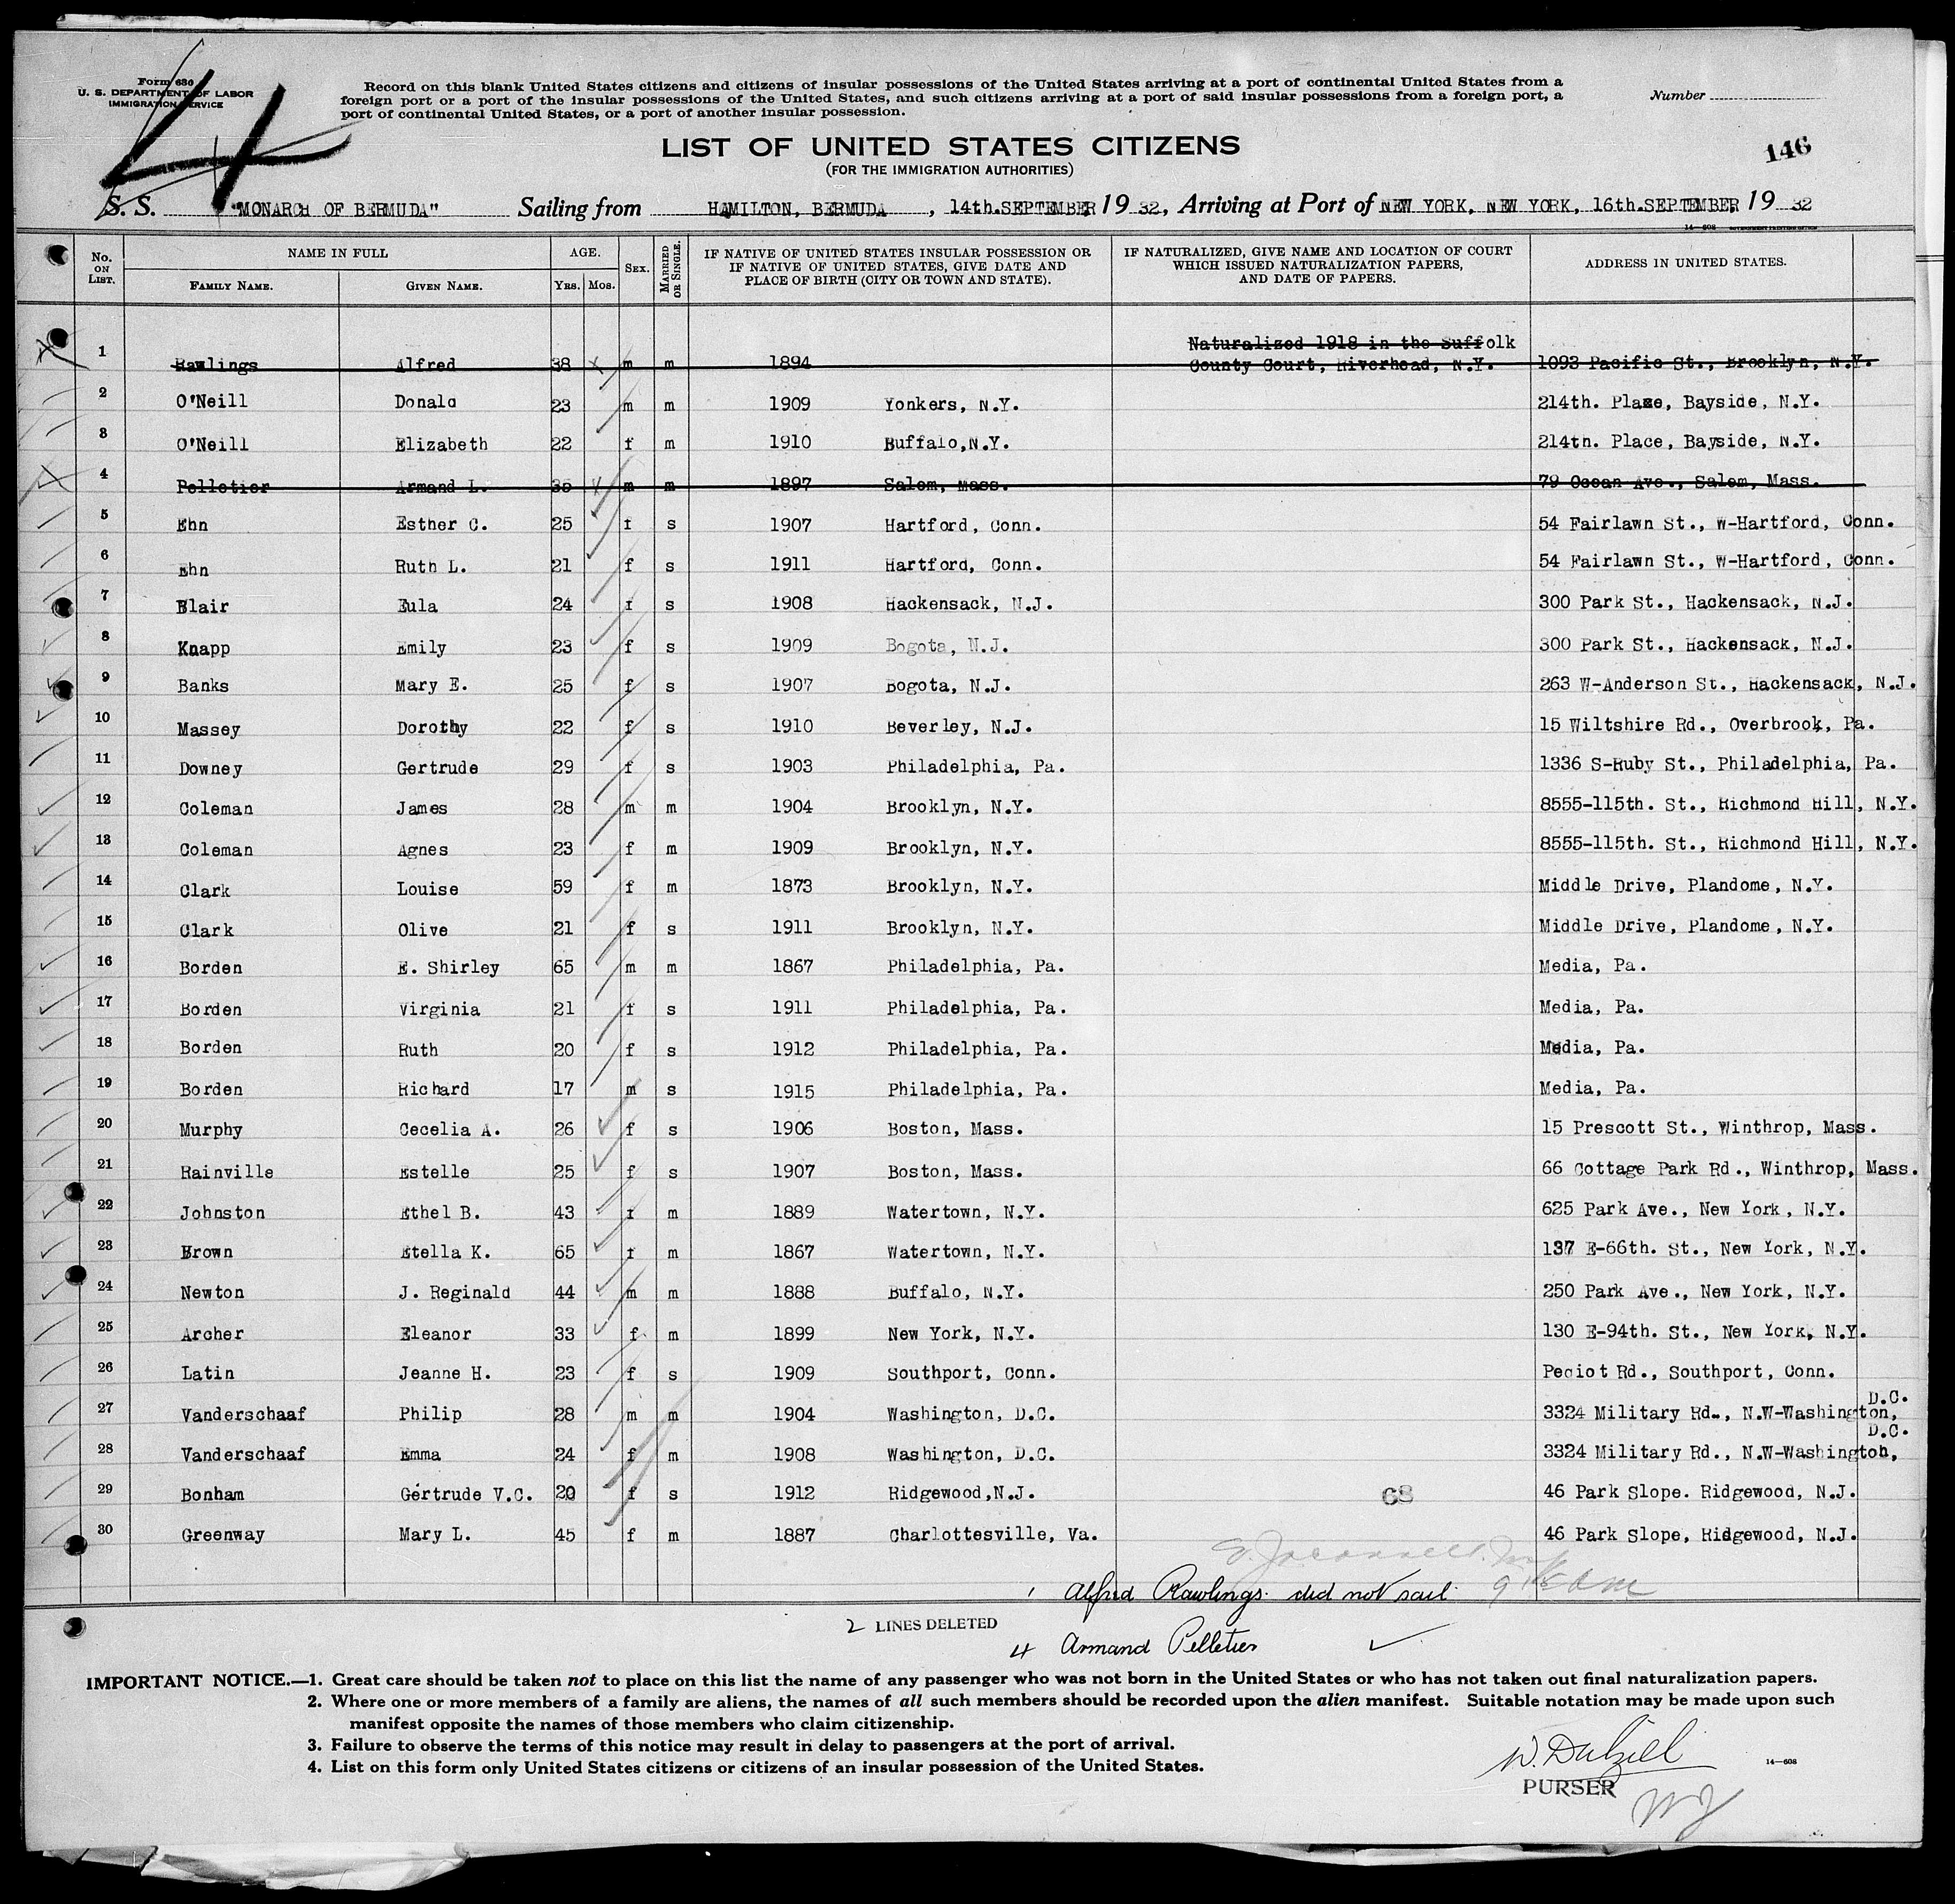 Form 630
U. S. DEPARTMENT OF LABOR
IMMIGRATION SERVICE
4
Record on this blank United States citizens and citizens of insular possessions of the United States arriving at a port of continental United States from a
foreign port or a port of the insular possessions of the United States, and such citizens arriving at a port of said insular possessions from a foreign port, a
port of continental United States, or a port of another insular possession.
Number
LIST OF UNITED STATES CITIZENS
(FOR THE IMMIGRATION AUTHORITIES)
146
S. S. "MONARCH OF BERMUDA" Sailing from HAMILTON, BERMUDA, 14th.SEPTEMBER 19 32, Arriving at Port of NEW YORK, NEW YORK, 16th.SEPTEMBER, 19 32
14—608 GOVERNMENT PRINTING OFFICE
No. ON LIST. NAME IN FULL AGE. SEX. MARRIED OR SINGLE. IF NATIVE OF UNITED STATES INSULAR POSSESSION OR IF NATIVE OF UNITED STATES, GIVE DATE AND PLACE OF BIRTH (CITY OR TOWN AND STATE). IF NATURALIZED, GIVE NAME AND LOCATION OF COURT WHICH ISSUED NATURALIZATION PAPERS, AND DATE OF PAPERS. ADDRESS IN UNITED STATES.
FAMILY NAME. GIVEN NAME. YRS. MOS.
Naturalized 1918 in the Suffolk
1 Rawlings Alfred 38 m m 1894 County Court, Riverhead, N.Y. 1093 Pacific St., Brooklyn, N.Y.
2 O'Neill Donald 23 m m 1909 Yonkers, N.Y. 214th. Place, Bayside, N.Y.
3 O'Neill Elizabeth 22 f m 1910 Buffalo,N.Y. 214th. Place, Bayside, N.Y.
4 Pelletier Armand L. 35 m m 1897 Salem, Mass. 79 Ocean Ave., Salem, Mass.
5 Ehn Esther C. 25 f s 1907 Hartford, Conn. 54 Fairlawn St., W-Hartford, Conn.
6 Ehn Ruth L. 21 f s 1911 Hartford, Conn. 54 Fairlawn St., W-Hartford, Conn.
7 Blair Eula 24 f s 1908 Hackensack, N.J. 300 Park St., Hackensack, N.J.
8 Knapp Emily 23 f s 1909 Bogota, N.J. 300 Park St., Hackensack, N.J.
9 Banks Mary E. 25 f s 1907 Bogota, N.J. 263 W-Anderson St., Hackensack, N.J.
10 Massey Dorothy 22 f s 1910 Beverley, N.J. 15 Wiltshire Rd., Overbrook, Pa.
11 Downey Gertrude 29 f s 1903 Philadelphia, Pa. 1336 S-Ruby St., Philadelphia, Pa.
12 Coleman James 28 m m 1904 Brooklyn, N.Y. 8555-115th. St., Richmond Hill, N.Y.
13 Coleman Agnes 23 f m 1909 Brooklyn, N.Y. 8555-115th. St., Richmond Hill, N.Y.
14 Clark Louise 59 f m 1873 Brooklyn, N.Y. Middle Drive, Plandome, N.Y.
15 Clark Olive 21 f s 1911 Brooklyn, N.Y. Middle Drive, Plandome, N.Y.
16 Borden E. Shirley 65 m m 1867 Philadelphia, Pa. Media, Pa.
17 Borden Virginia 21 f s 1911 Philadelphia, Pa. Media, Pa.
18 Borden Ruth 20 f s 1912 Philadelphia, Pa. Media, Pa.
19 Borden Richard 17 m s 1915 Philadelphia, Pa. Media, Pa.
20 Murphy Cecelia A. 26 f s 1906 Boston, Mass. 15 Prescott St., Winthrop, Mass.
21 Rainville Estelle 25 f s 1907 Boston, Mass. 66 Cottage Park Rd., Winthrop, Mass.
22 Johnston Ethel B. 43 f m 1889 Watertown, N.Y. 625 Park Ave., New York, N.Y.
23 Brown Etella K. 65 f m 1867 Watertown, N.Y. 137 E-66th. St., New York, N.Y.
24 Newton J. Reginald 44 m m 1888 Buffalo, N.Y. 250 Park Ave., New York, N.Y.
25 Archer Eleanor 33 f m 1899 New York, N.Y. 130 E-94th. St., New York, N.Y.
26 Latin Jeanne H. 23 f s 1909 Southport, Conn. Peciot Rd., Southport, Conn.
27 Vanderschaaf Philip 28 m m 1904 Washington, D.C. 3324 Military Rd., N.W-Washington, D.C.
28 Vanderschaaf Emma 24 f m 1908 Washington, D.C. 3324 Military Rd., N.W-Washington, D.C.
29 Bonham Gertrude V.C. 20 f s 1912 Ridgewood,N.J. 68 46 Park Slope. Ridgewood, N.J.
30 Greenway Mary L. 45 f m 1887 Charlottesville, Va. 46 Park Slope, Ridgewood, N.J.
1 Alfred Rawlings did not sail
2 LINES DELETED
4 Armand Pelletier
IMPORTANT NOTICE.—1. Great care should be taken not to place on this list the name of any passenger who was not born in the United States or who has not taken out final naturalization papers.
2. Where one or more members of a family are aliens, the names of all such members should be recorded upon the alien manifest. Suitable notation may be made upon such
manifest opposite the names of those members who claim citizenship.
3. Failure to observe the terms of this notice may result in delay to passengers at the port of arrival.
4. List on this form only United States citizens or citizens of an insular possession of the United States.
W. Dalziell
PURSER
14—608